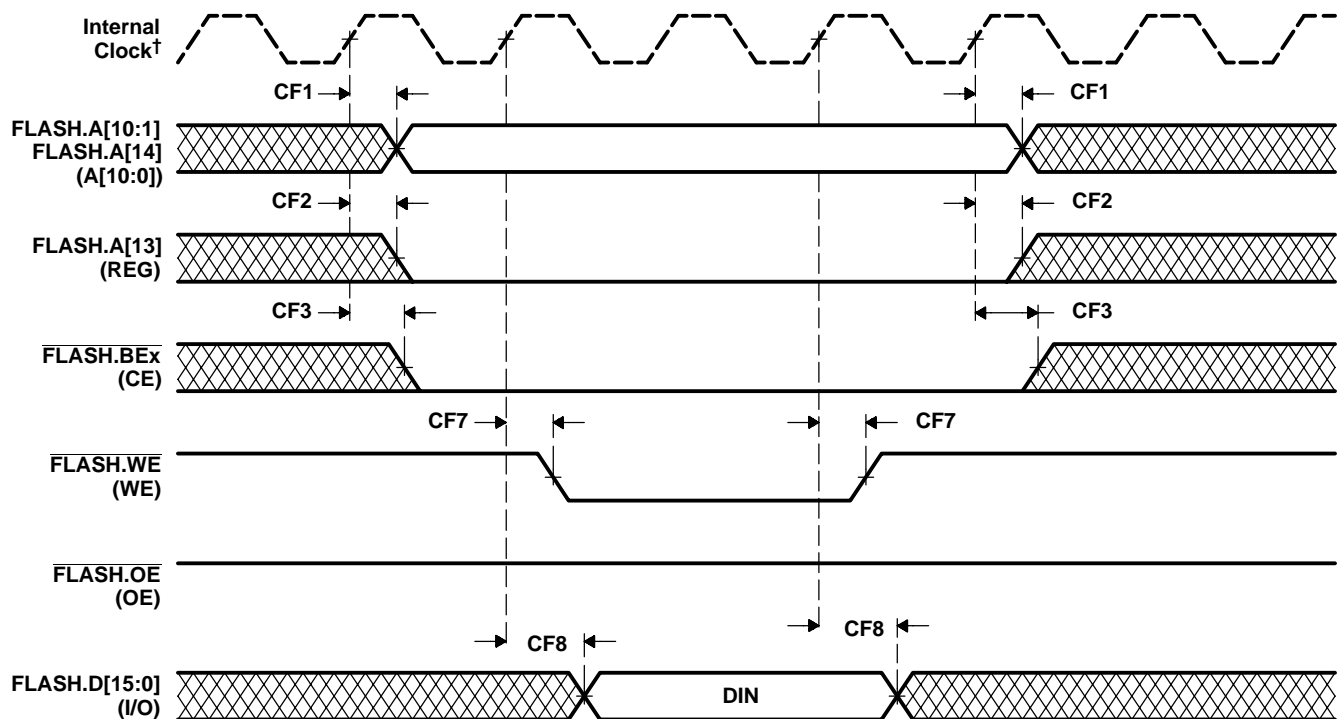 Internal
Clock†
CF1
CF1
FLASH.A[10:1]
FLASH.A[14]
(A[10:0])
CF2
CF2
FLASH.A[13]
(REG)
CF3
CF3
FLASH.BEx
(CE)
CF7
CF7
FLASH.WE
(WE)
FLASH.OE
(OE)
CF8
CF8
FLASH.D[15:0]
(I/O)
DIN